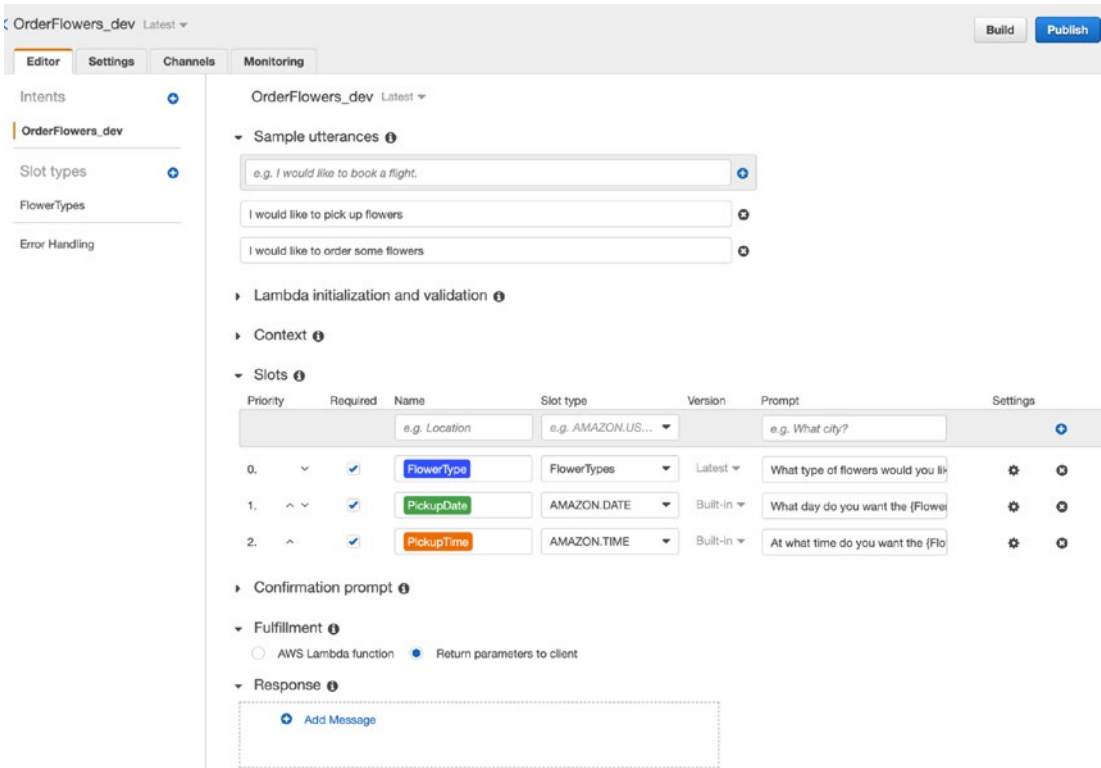 OrderFlowers_dev Latest
Build Publish
Editor Settings Channels Monitoring
Intents
OrderFlowers_dev
Slot types
FlowerTypes
Error Handling
OrderFlowers_dev Latest
Sample utterances
e.g. I would like to book a flight.
I would like to pick up flowers
I would like to order some flowers
Lambda initialization and validation
Context
Slots
Priority Required Name Slot type Version Prompt Settings
e.g. Location e.g. AMAZON.US... e.g. What city?
0. FlowerType FlowerTypes Latest What type of flowers would you lik
1. PickupDate AMAZON.DATE Built-in What day do you want the {Flower
2. PickupTime AMAZON.TIME Built-in At what time do you want the {Flo
Confirmation prompt
Fulfillment
AWS Lambda function Return parameters to client
Response
Add Message